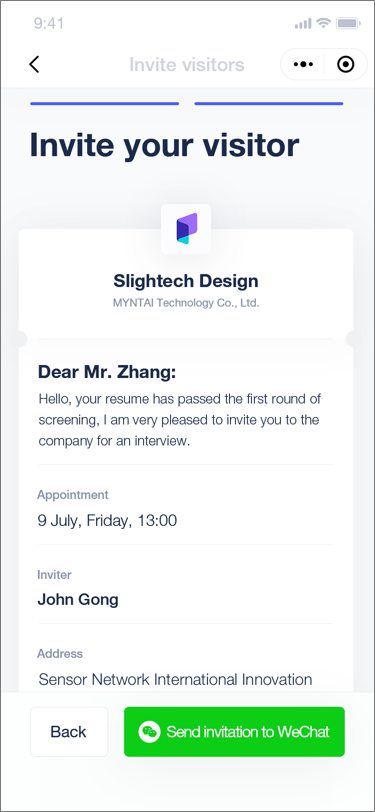 9:41
Invite visitors
Invite your visitor
Slightech Design
MYNTAI Technology Co., Ltd.
Dear Mr. Zhang:
Hello, your resume has passed the first round of
screening, I am very pleased to invite you to the
company for an interview.
Appointment
9 July, Friday, 13:00
Inviter
John Gong
Address
Sensor Network International Innovation
Back
Send invitation to WeChat